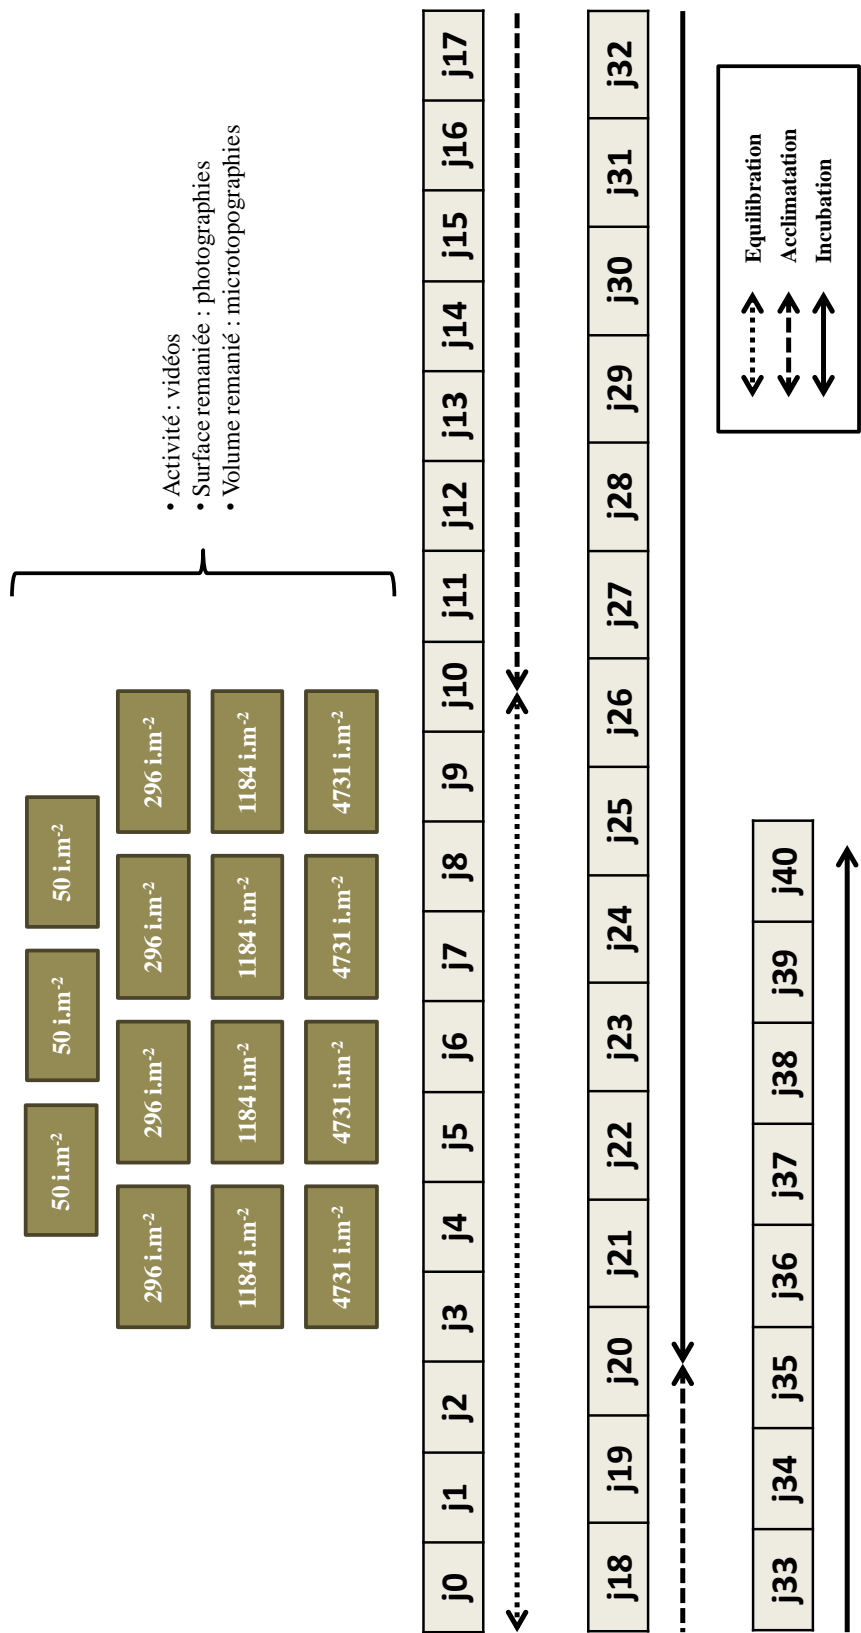 50 i.m-2 50 i.m-2 50 i.m-2
296 i.m-2 296 i.m-2 296 i.m-2 296 i.m-2
1184 i.m-2 1184 i.m-2 1184 i.m-2 1184 i.m-2
4731 i.m-2 4731 i.m-2 4731 i.m-2 4731 i.m-2
• Activité : vidéos
• Surface remaniée : photographies
• Volume remanié : microtopographies
j0 j1 j2 j3 j4 j5 j6 j7 j8 j9 j10 j11 j12 j13 j14 j15 j16 j17
j18 j19 j20 j21 j22 j23 j24 j25 j26 j27 j28 j29 j30 j31 j32
j33 j34 j35 j36 j37 j38 j39 j40
Equilibration
Acclimatation
Incubation